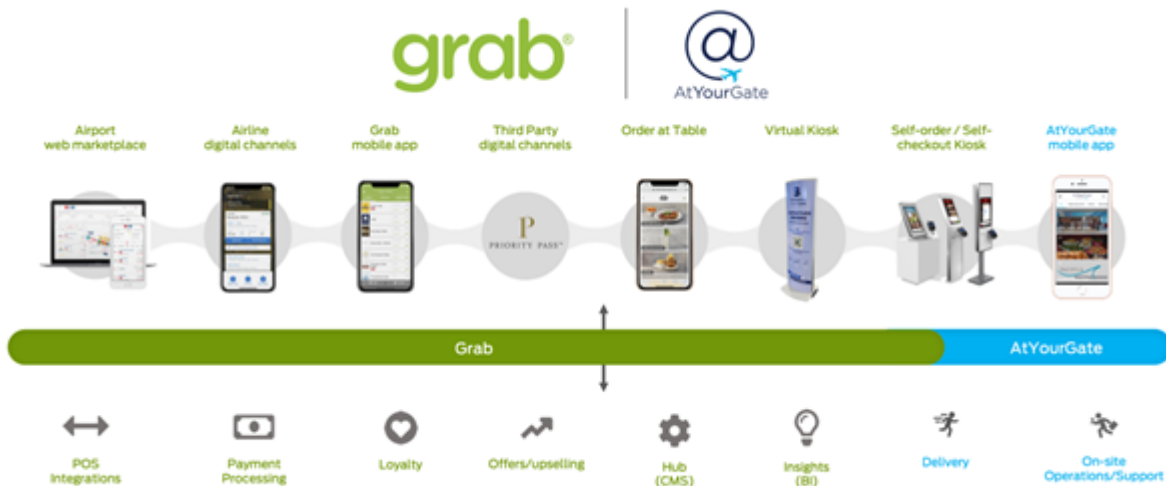 grab®
@
AtYourGate
Airport
web marketplace
Airline
digital channels
Grab
mobile app
Third Party
digital channels
Order at Table
Virtual Kiosk
Self-order / Self-
checkout Kiosk
AtYourGate
mobile app
P
PRIORITY PASS™
Grab
AtYourGate
POS
Integrations
Payment
Processing
Loyalty
Offers/upselling
Hub
(CMS)
Insights
(BI)
Delivery
On-site
Operations/Support